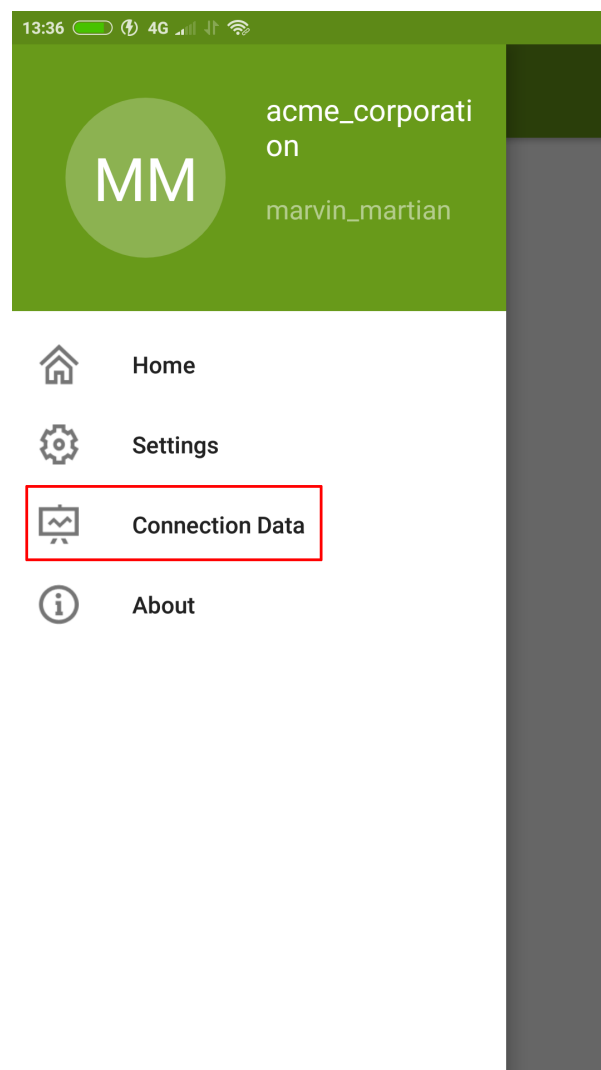 13:36 4G
acme_corporati
on
MM
marvin_martian
Home
Settings
Connection Data
About